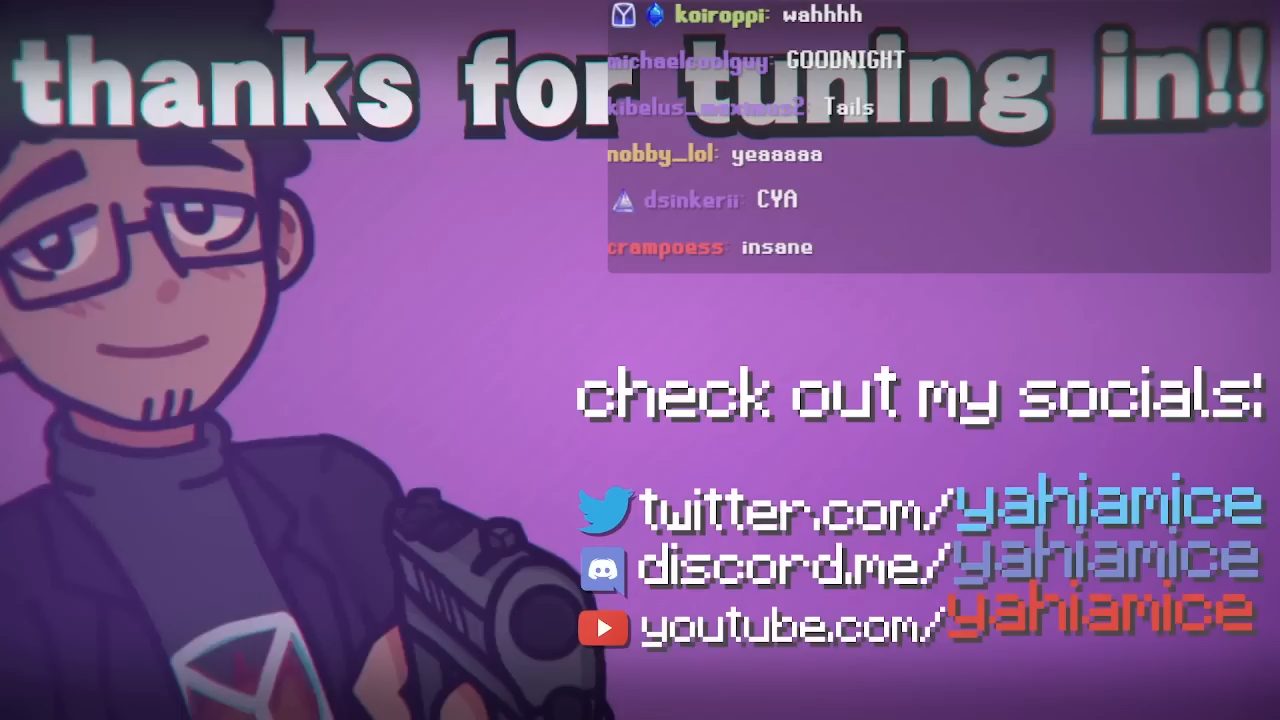 thanks for tuning in!!
koiroppi: wahhhh
michaelcoolguy: GOODNIGHT
kibelus_maximus2: Tails
nobby_lol: yeaaaaa
dsinkerii: CYA
crampoess: insane
check out my socials:
twitter.com/yahiamice
discord.me/yahiamice
youtube.com/yahiamice